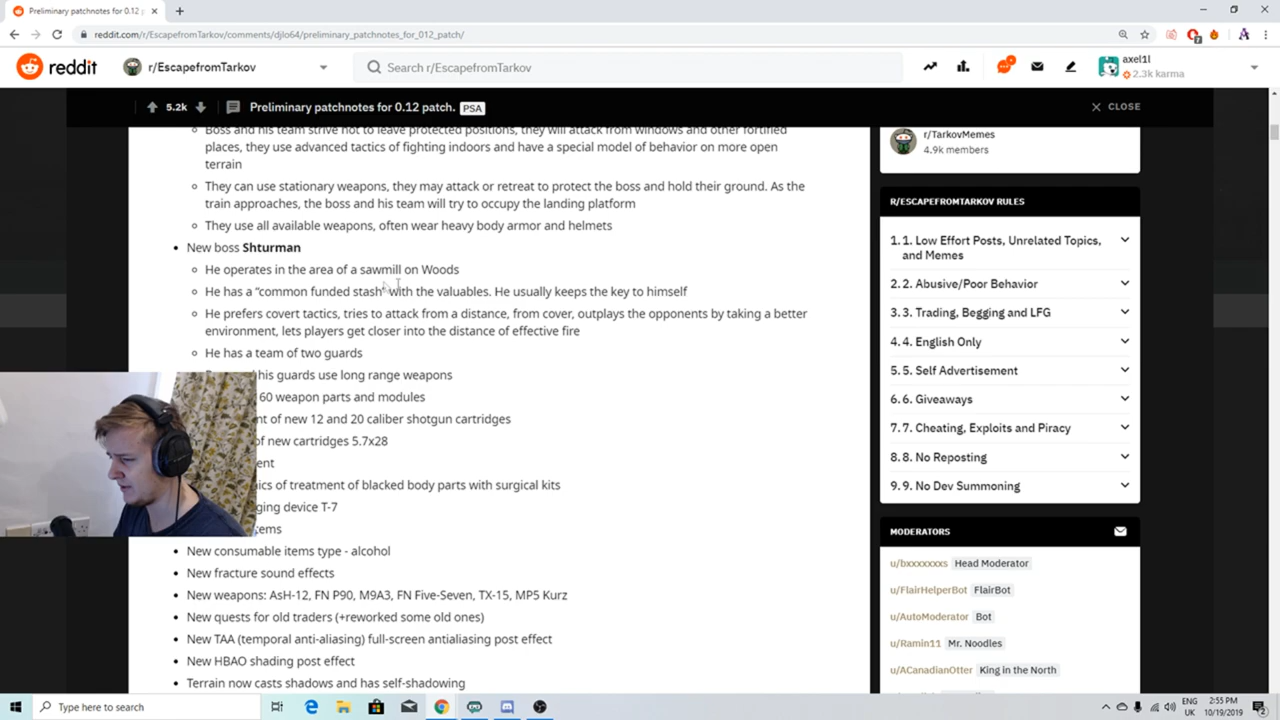 Preliminary patchnotes for 0.12 p
reddit.com/r/EscapefromTarkov/comments/djlo64/preliminary_patchnotes_for_012_patch/
reddit
r/EscapefromTarkov
Search r/EscapefromTarkov
axel1l
2.3k karma
5.2k
Preliminary patchnotes for 0.12 patch.
PSA
CLOSE
Boss and his team strive not to leave protected positions, they will attack from windows and other fortified
places, they use advanced tactics of fighting indoors and have a special model of behavior on more open
terrain
They can use stationary weapons, they may attack or retreat to protect the boss and hold their ground. As the
train approaches, the boss and his team will try to occupy the landing platform
They use all available weapons, often wear heavy body armor and helmets
New boss Shturman
He operates in the area of a sawmill on Woods
He has a "common funded stash" with the valuables. He usually keeps the key to himself
He prefers covert tactics, tries to attack from a distance, from cover, outplays the opponents by taking a better
environment, lets players get closer into the distance of effective fire
He has a team of two guards
his guards use long range weapons
60 weapon parts and modules
of new 12 and 20 caliber shotgun cartridges
of new cartridges 5.7x28
of treatment of blacked body parts with surgical kits
device T-7
New consumable items type - alcohol
New fracture sound effects
New weapons: AsH-12, FN P90, M9A3, FN Five-Seven, TX-15, MP5 Kurz
New quests for old traders (+reworked some old ones)
New TAA (temporal anti-aliasing) full-screen antialiasing post effect
New HBAO shading post effect
Terrain now casts shadows and has self-shadowing
r/TarkovMemes
4.9k members
R/ESCAPEFROMTARKOV RULES
1. 1. Low Effort Posts, Unrelated Topics,
and Memes
2. 2. Abusive/Poor Behavior
3. 3. Trading, Begging and LFG
4. 4. English Only
5. 5. Self Advertisement
6. 6. Giveaways
7. 7. Cheating, Exploits and Piracy
8. 8. No Reposting
9. 9. No Dev Summoning
MODERATORS
u/bxxxxxxxs Head Moderator
u/FlairHelperBot FlairBot
u/AutoModerator Bot
u/Ramin11 Mr. Noodles
u/ACanadianOtter King in the North
Type here to search
ENG
UK
2:55 PM
10/19/2019